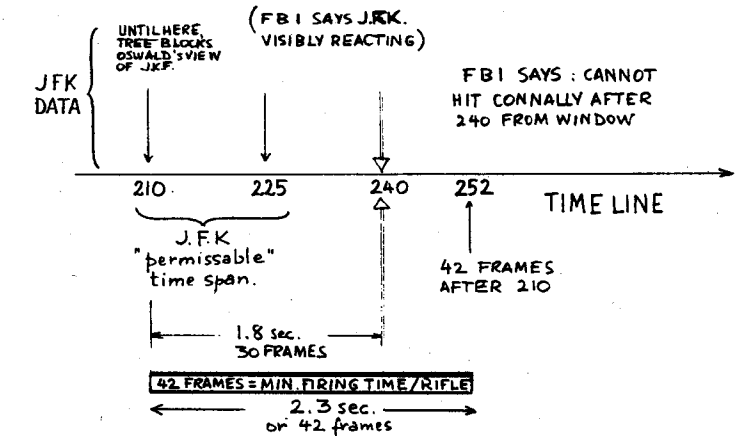 UNTIL HERE,
TREE BLOCKS
OSWALD'S VIEW
OF J.K.F.
(FBI SAYS J.F.K.
VISIBLY REACTING)
JFK
DATA
FBI SAYS : CANNOT
HIT CONNALLY AFTER
240 FROM WINDOW
210
225
240
252
TIME LINE
J.F.K
"permissable"
time span.
42 FRAMES
AFTER 210
1.8 sec.
30 FRAMES
42 FRAMES = MIN. FIRING TIME/RIFLE
2.3 sec.
or 42 frames